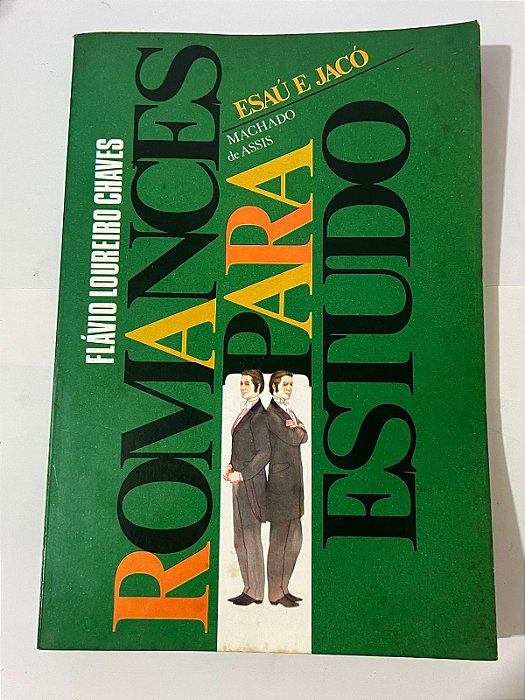 FLÁVIO LOUREIRO CHAVES
ROMANCES
PARA
ESTUDO
ESAÚ E JACÓ
MACHADO
de ASSIS